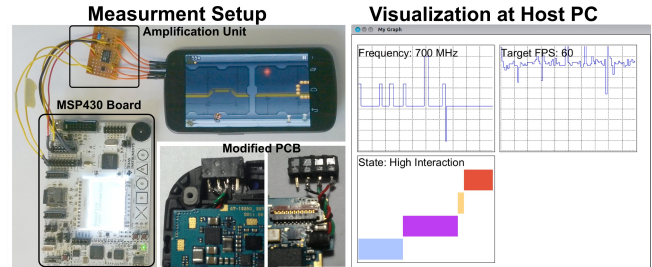 Measurment Setup
Visualization at Host PC
Amplification Unit
MSP430 Board
Modified PCB
My Graph
Frequency: 700 MHz
Target FPS: 60
State: High Interaction